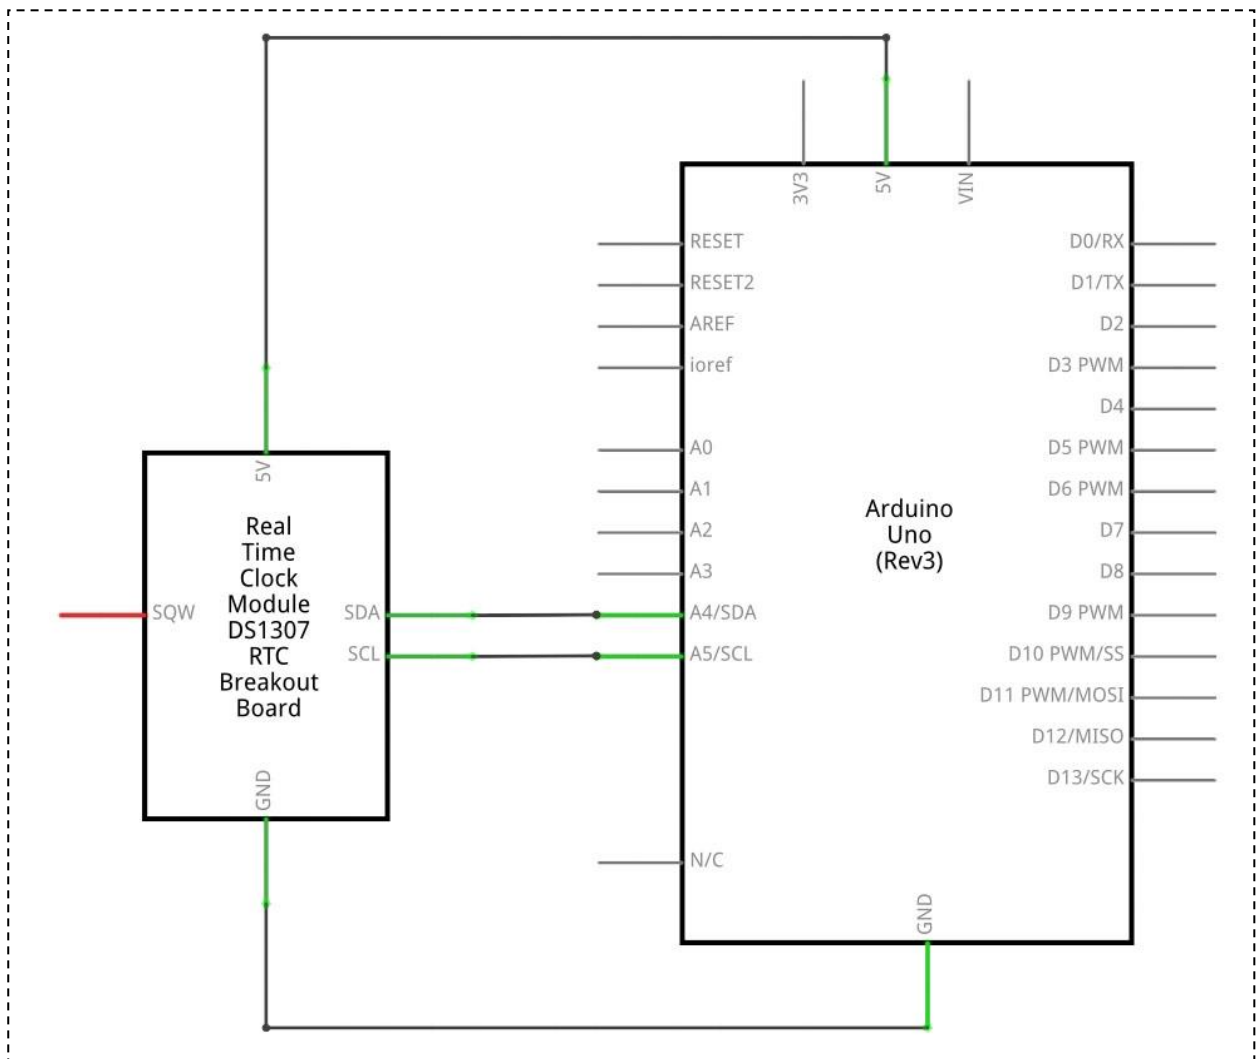 3V3
5V
VIN
RESET
RESET2
AREF
ioref
A0
A1
A2
A3
A4/SDA
A5/SCL
N/C
GND
Arduino
Uno
(Rev3)
D0/RX
D1/TX
D2
D3 PWM
D4
D5 PWM
D6 PWM
D7
D8
D9 PWM
D10 PWM/SS
D11 PWM/MOSI
D12/MISO
D13/SCK
5V
Real
Time
Clock
Module
DS1307
RTC
Breakout
Board
SQW
SDA
SCL
GND